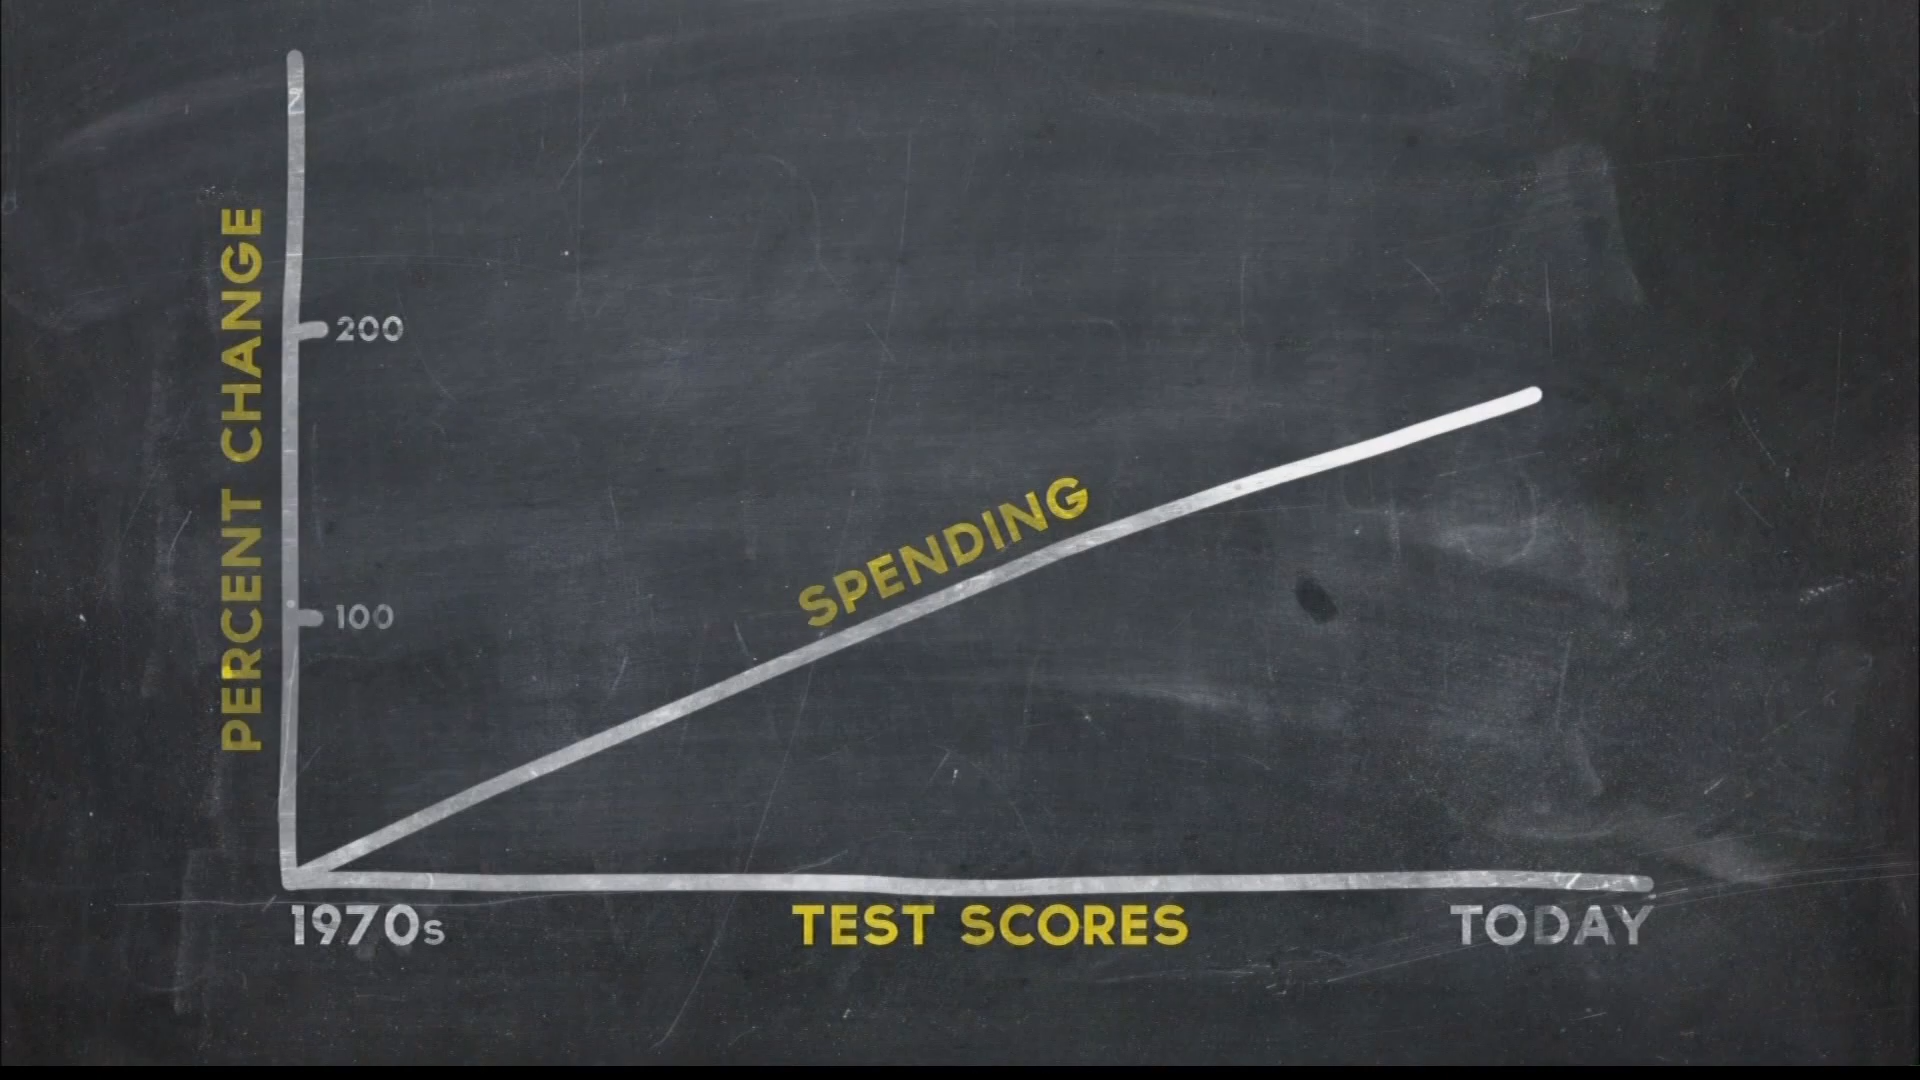 PERCENT CHANGE
200
100
SPENDING
1970s
TEST SCORES
TODAY